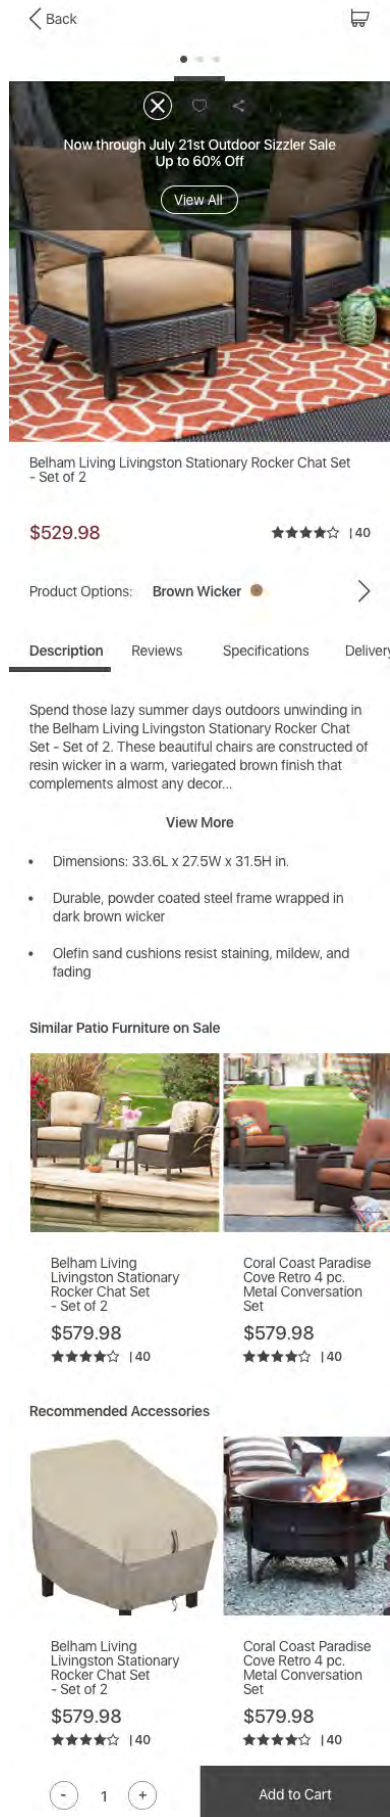 Back
Now through July 21st Outdoor Sizzler Sale
Up to 60% Off
View All
Belham Living Livingston Stationary Rocker Chat Set
- Set of 2
$529.98 | 40
Product Options: Brown Wicker
Description Reviews Specifications Delivery
Spend those lazy summer days outdoors unwinding in
the Belham Living Livingston Stationary Rocker Chat
Set - Set of 2. These beautiful chairs are constructed of
resin wicker in a warm, variegated brown finish that
complements almost any decor...
View More
• Dimensions: 33.6L x 27.5W x 31.5H in.
• Durable, powder coated steel frame wrapped in
dark brown wicker
• Olefin sand cushions resist staining, mildew, and
fading
Similar Patio Furniture on Sale
Belham Living
Livingston Stationary
Rocker Chat Set
- Set of 2
$579.98
| 40
Coral Coast Paradise
Cove Retro 4 pc.
Metal Conversation
Set
$579.98
| 40
Recommended Accessories
Belham Living
Livingston Stationary
Rocker Chat Set
- Set of 2
$579.98
| 40
Coral Coast Paradise
Cove Retro 4 pc.
Metal Conversation
Set
$579.98
| 40
- 1 +
Add to Cart